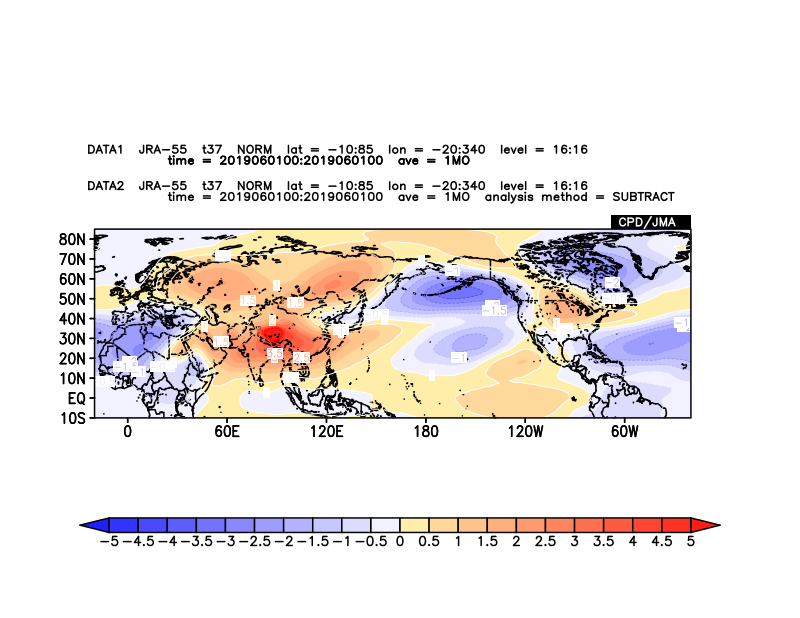 DATA1 JRA-55 t37 NORM lat = -10:85 lon = -20:340 level = 16:16
time = 2019060100:2019060100 ave = 1MO
DATA2 JRA-55 t37 NORM lat = -10:85 lon = -20:340 level = 16:16
time = 2019060100:2019060100 ave = 1MO analysis method = SUBTRACT
CPD/JMA
80N
70N
60N
50N
40N
30N
20N
10N
EQ
10S
0 60E 120E 180 120W 60W
-5 -4.5 -4 -3.5 -3 -2.5 -2 -1.5 -1 -0.5 0 0.5 1 1.5 2 2.5 3 3.5 4 4.5 5